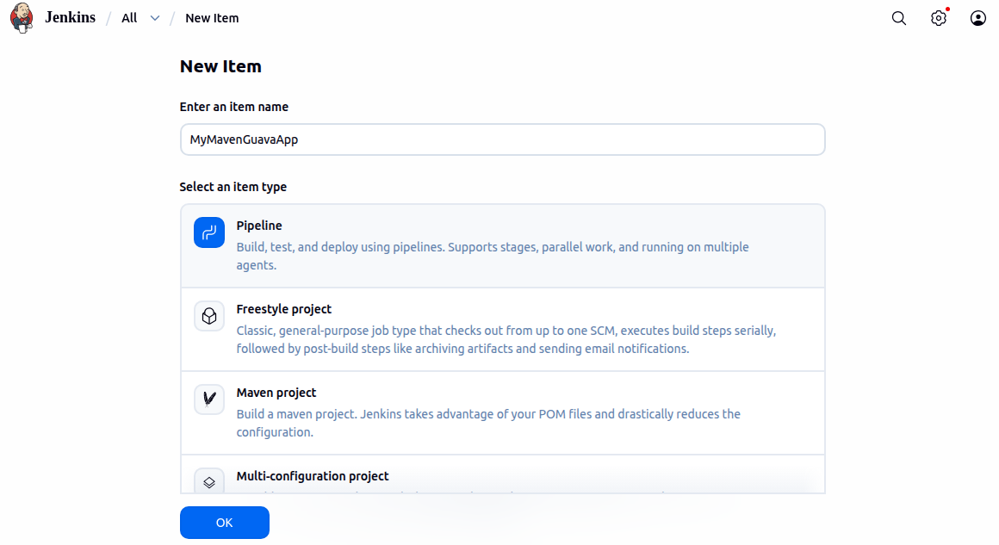 Jenkins / All / New Item
New Item
Enter an item name
MyMavenGuavaApp
Select an item type
Pipeline
Build, test, and deploy using pipelines. Supports stages, parallel work, and running on multiple
agents.
Freestyle project
Classic, general-purpose job type that checks out from up to one SCM, executes build steps serially,
followed by post-build steps like archiving artifacts and sending email notifications.
Maven project
Build a maven project. Jenkins takes advantage of your POM files and drastically reduces the
configuration.
Multi-configuration project
OK